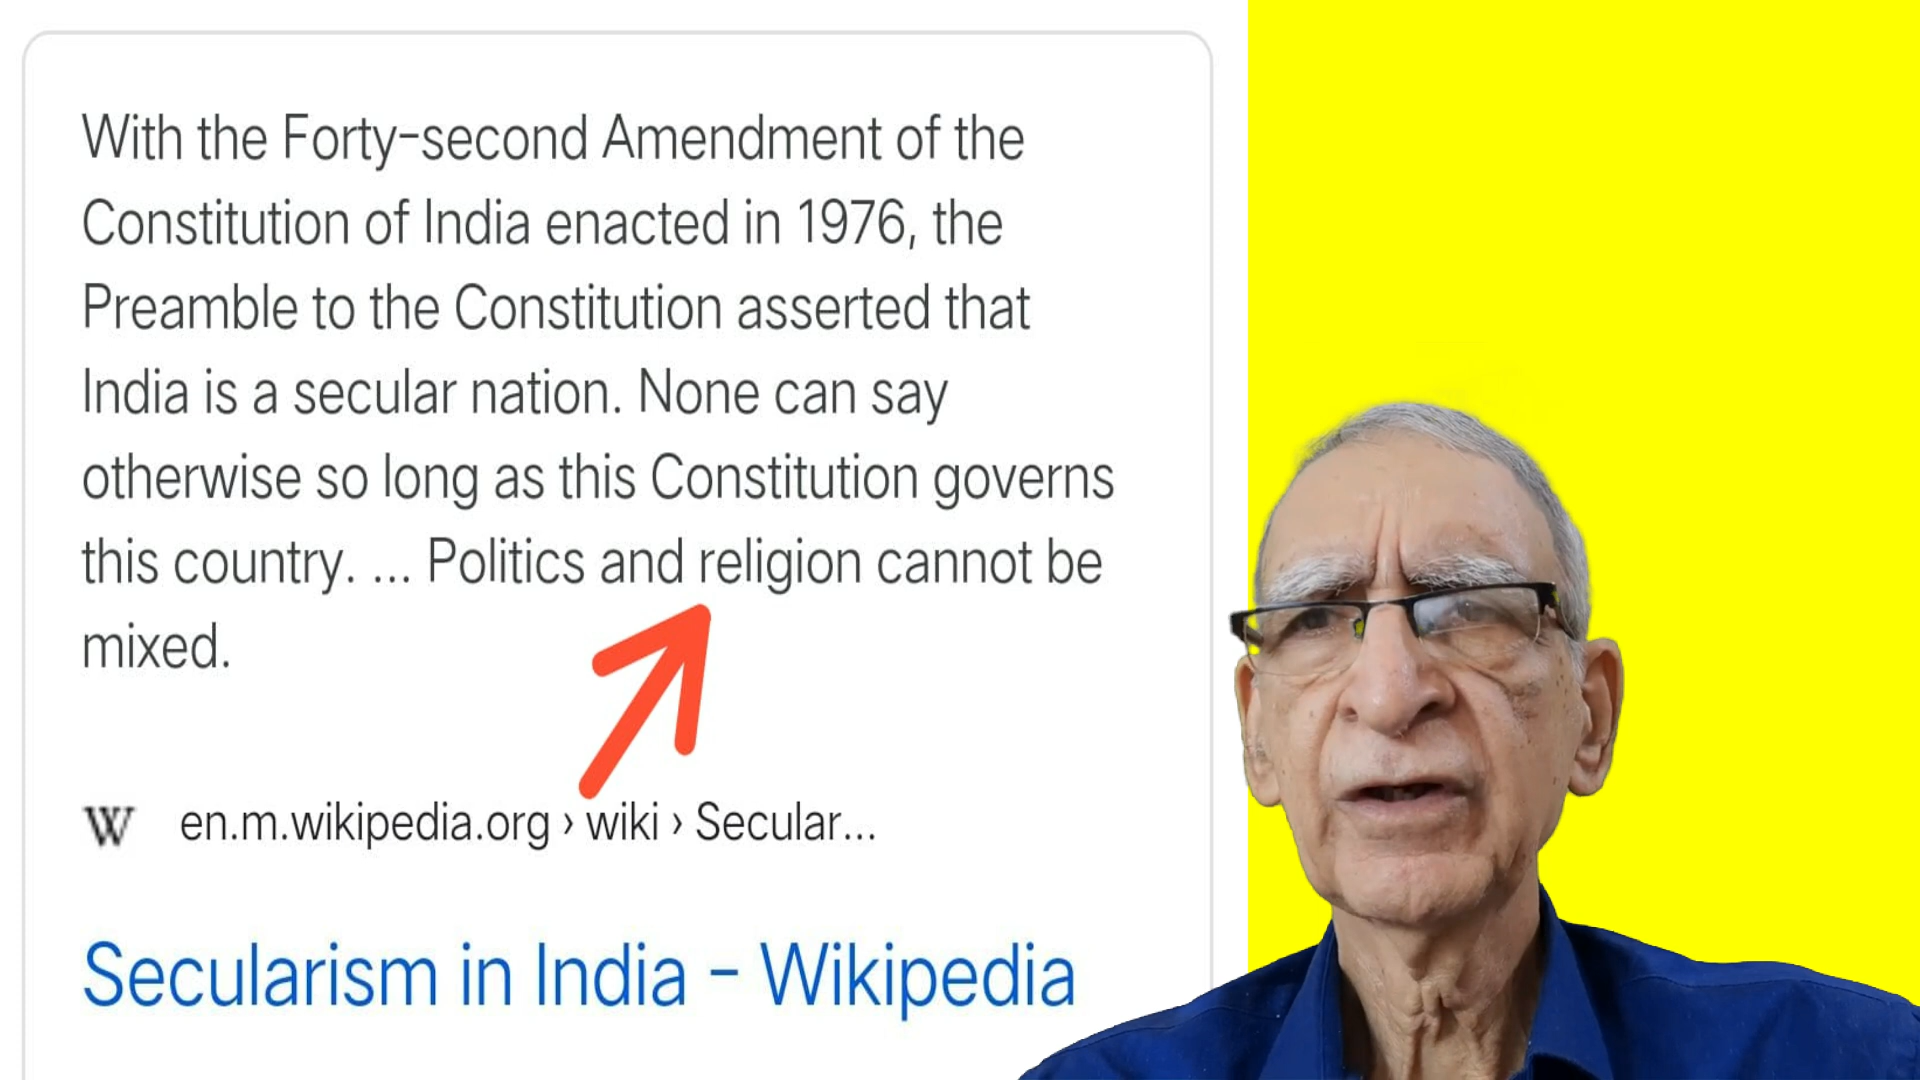 With the Forty-second Amendment of the
Constitution of India enacted in 1976, the
Preamble to the Constitution asserted that
India is a secular nation. None can say
otherwise so long as this Constitution governs
this country. ... Politics and religion cannot be
mixed.
W en.m.wikipedia.org › wiki › Secular...
Secularism in India - Wikipedia